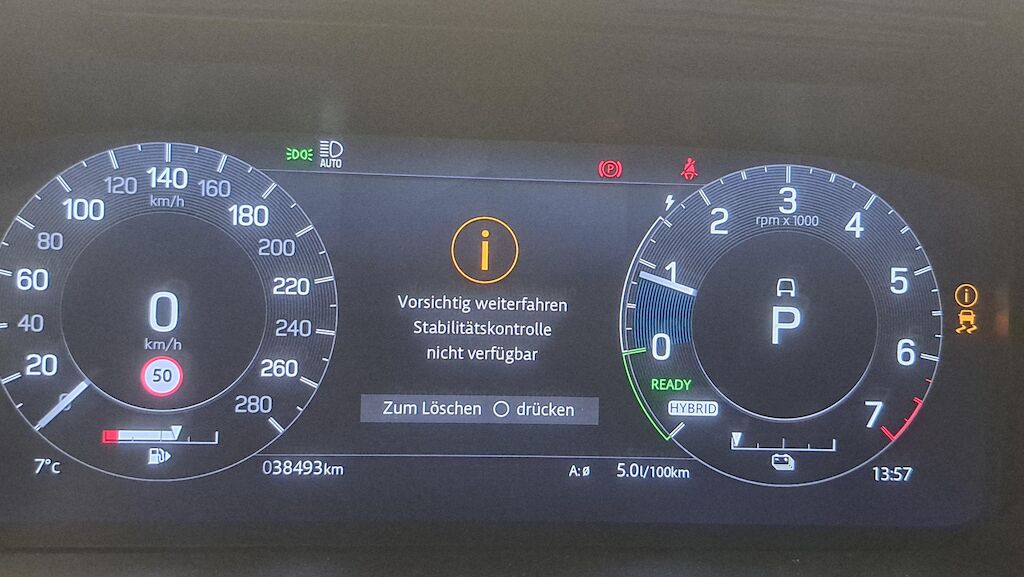 AUTO
20
40
60
80
100
120
140
160
180
200
220
240
260
280
km/h
0
km/h
50
7°c
038493km
Vorsichtig weiterfahren
Stabilitätskontrolle
nicht verfügbar
Zum Löschen O drücken
A:ø 5.0l/100km
0
1
2
3
4
5
6
7
rpm x 1000
P
READY
HYBRID
13:57
P
i
i